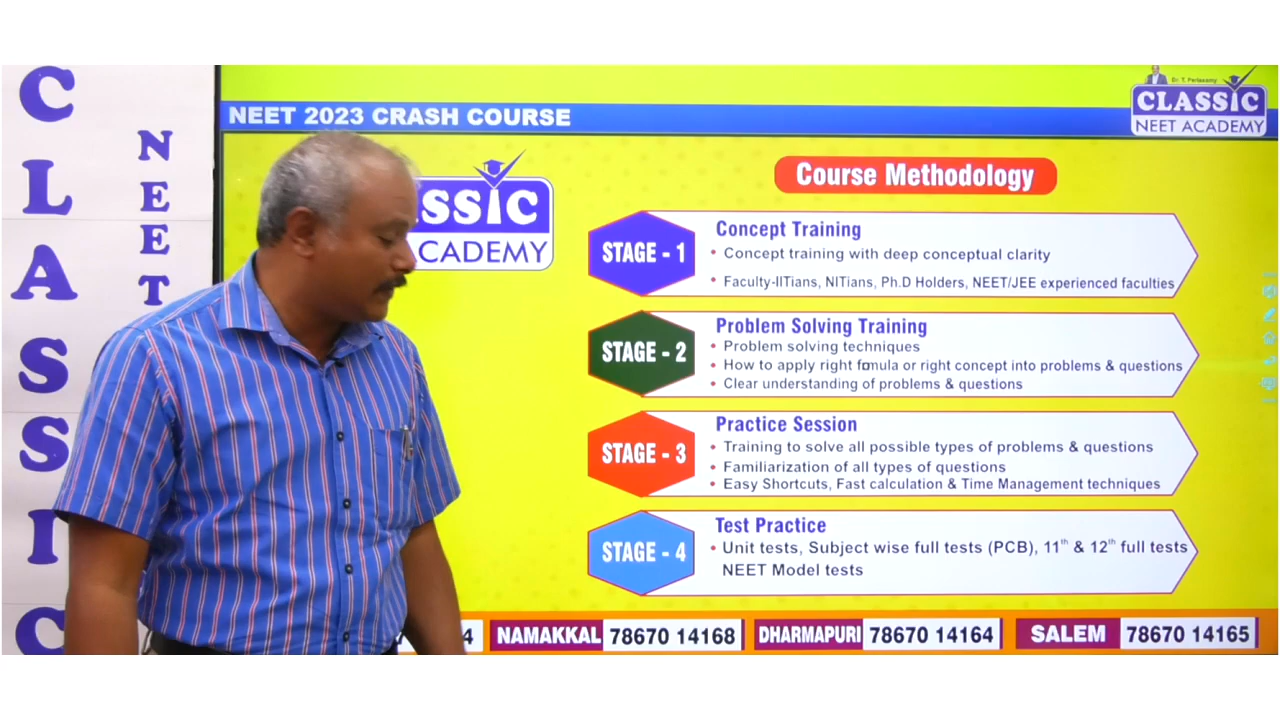 CLASSIC
NEET
NEET 2023 CRASH COURSE
Dr. T. Periasamy
CLASSIC
NEET ACADEMY
SSIC
CADEMY
Course Methodology
STAGE - 1
Concept Training
• Concept training with deep conceptual clarity
• Faculty-IITians, NITians, Ph.D Holders, NEET/JEE experienced faculties
STAGE - 2
Problem Solving Training
• Problem solving techniques
• How to apply right fomula or right concept into problems & questions
• Clear understanding of problems & questions
STAGE - 3
Practice Session
• Training to solve all possible types of problems & questions
• Familiarization of all types of questions
• Easy Shortcuts, Fast calculation & Time Management techniques
STAGE - 4
Test Practice
• Unit tests, Subject wise full tests (PCB), 11th & 12th full tests
NEET Model tests
4 NAMAKKAL 78670 14168 DHARMAPURI 78670 14164 SALEM 78670 14165